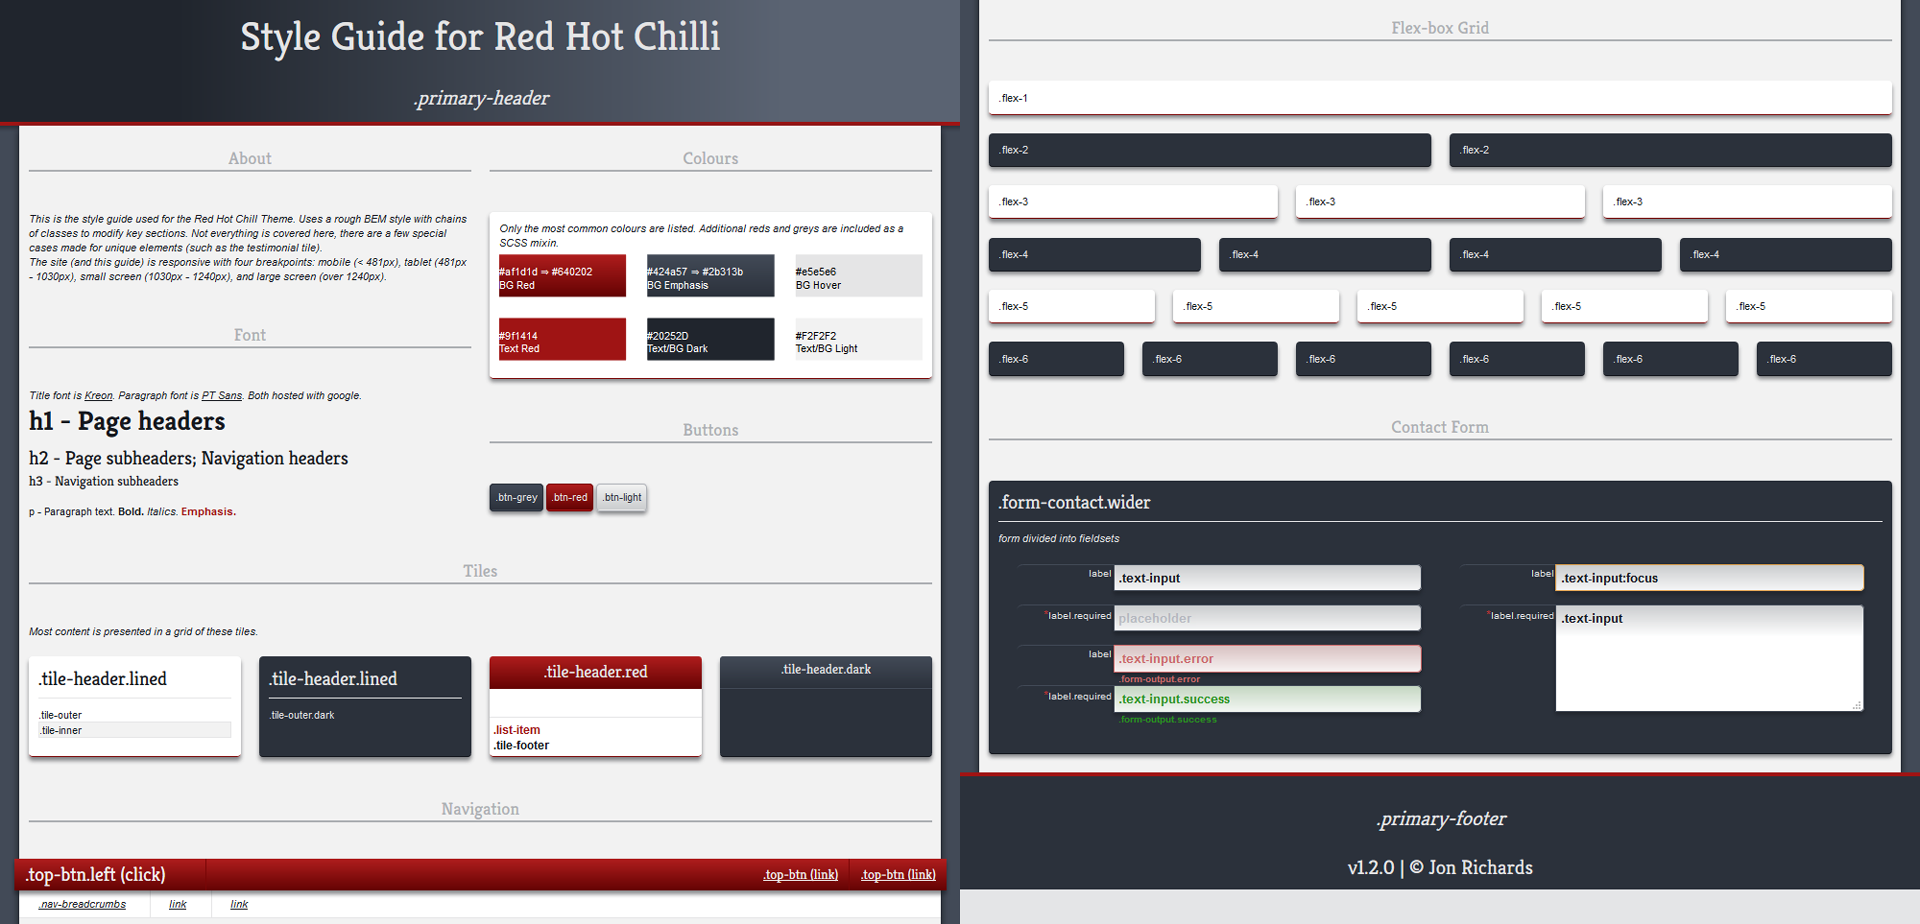 Style Guide for Red Hot Chilli
.primary-header
About
This is the style guide used for the Red Hot Chill Theme. Uses a rough BEM style with chains
of classes to modify key sections. Not everything is covered here, there are a few special
cases made for unique elements (such as the testimonial tile).
The site (and this guide) is responsive with four breakpoints: mobile (< 481px), tablet (481px
- 1030px), small screen (1030px - 1240px), and large screen (over 1240px).
Font
Title font is Kreon. Paragraph font is PT Sans. Both hosted with google.
h1 - Page headers
h2 - Page subheaders; Navigation headers
h3 - Navigation subheaders
p - Paragraph text. Bold. Italics. Emphasis.
Colours
Only the most common colours are listed. Additional reds and greys are included as a
SCSS mixin.
#af1d1d ⇒ #640202
BG Red
#424a57 ⇒ #2b313b
BG Emphasis
#e5e5e6
BG Hover
#9f1414
Text Red
#20252D
Text/BG Dark
#F2F2F2
Text/BG Light
Buttons
.btn-grey
.btn-red
.btn-light
Tiles
Most content is presented in a grid of these tiles.
.tile-header.lined
.tile-outer
.tile-inner
.tile-header.lined
.tile-outer.dark
.tile-header.red
.list-item
.tile-footer
.tile-header.dark
Navigation
.top-btn.left (click)
.top-btn (link)
.top-btn (link)
.nav-breadcrumbs
link
link
Flex-box Grid
.flex-1
.flex-2
.flex-2
.flex-3
.flex-3
.flex-3
.flex-4
.flex-4
.flex-4
.flex-4
.flex-5
.flex-5
.flex-5
.flex-5
.flex-5
.flex-6
.flex-6
.flex-6
.flex-6
.flex-6
.flex-6
Contact Form
.form-contact.wider
form divided into fieldsets
label
.text-input
*label.required
placeholder
label
.text-input.error
.form-output.error
*label.required
.text-input.success
.form-output.success
label
.text-input:focus
*label.required
.text-input
.primary-footer
v1.2.0 | © Jon Richards